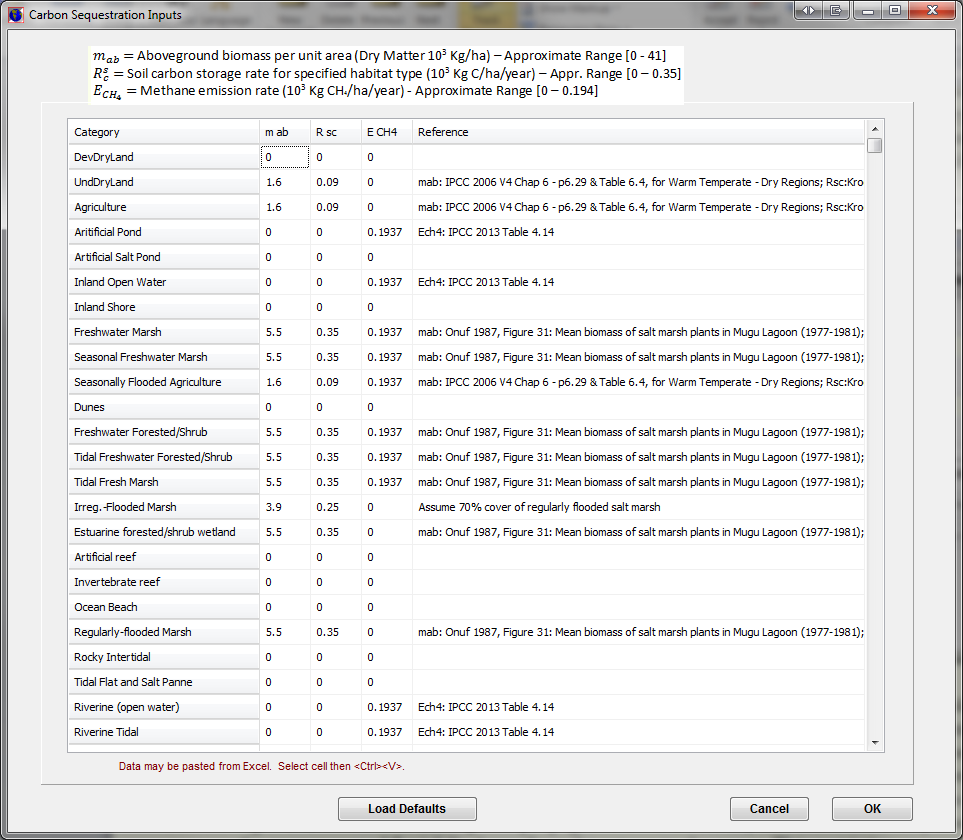 Carbon Sequestration Inputs
m_ab = Aboveground biomass per unit area (Dry Matter 10³ Kg/ha) – Approximate Range [0 - 41]
R_c^s = Soil carbon storage rate for specified habitat type (10³ Kg C/ha/year) – Appr. Range [0 – 0.35]
E_CH₄ = Methane emission rate (10³ Kg CH₄/ha/year) - Approximate Range [0 – 0.194]
Category m ab R sc E CH4 Reference
DevDryLand 0 0 0
UndDryLand 1.6 0.09 0 mab: IPCC 2006 V4 Chap 6 - p6.29 & Table 6.4, for Warm Temperate - Dry Regions; Rsc:Kro
Agriculture 1.6 0.09 0 mab: IPCC 2006 V4 Chap 6 - p6.29 & Table 6.4, for Warm Temperate - Dry Regions; Rsc:Kro
Aritificial Pond 0 0 0.1937 Ech4: IPCC 2013 Table 4.14
Artificial Salt Pond 0 0 0
Inland Open Water 0 0 0.1937 Ech4: IPCC 2013 Table 4.14
Inland Shore 0 0 0
Freshwater Marsh 5.5 0.35 0.1937 mab: Onuf 1987, Figure 31: Mean biomass of salt marsh plants in Mugu Lagoon (1977-1981);
Seasonal Freshwater Marsh 5.5 0.35 0.1937 mab: Onuf 1987, Figure 31: Mean biomass of salt marsh plants in Mugu Lagoon (1977-1981);
Seasonally Flooded Agriculture 1.6 0.09 0.1937 mab: IPCC 2006 V4 Chap 6 - p6.29 & Table 6.4, for Warm Temperate - Dry Regions; Rsc:Kro
Dunes 0 0 0
Freshwater Forested/Shrub 5.5 0.35 0.1937 mab: Onuf 1987, Figure 31: Mean biomass of salt marsh plants in Mugu Lagoon (1977-1981);
Tidal Freshwater Forested/Shrub 5.5 0.35 0.1937 mab: Onuf 1987, Figure 31: Mean biomass of salt marsh plants in Mugu Lagoon (1977-1981);
Tidal Fresh Marsh 5.5 0.35 0.1937 mab: Onuf 1987, Figure 31: Mean biomass of salt marsh plants in Mugu Lagoon (1977-1981);
Irreg.-Flooded Marsh 3.9 0.25 0 Assume 70% cover of regularly flooded salt marsh
Estuarine forested/shrub wetland 5.5 0.35 0 mab: Onuf 1987, Figure 31: Mean biomass of salt marsh plants in Mugu Lagoon (1977-1981);
Artificial reef 0 0 0
Invertebrate reef 0 0 0
Ocean Beach 0 0 0
Regularly-flooded Marsh 5.5 0.35 0 mab: Onuf 1987, Figure 31: Mean biomass of salt marsh plants in Mugu Lagoon (1977-1981);
Rocky Intertidal 0 0 0
Tidal Flat and Salt Panne 0 0 0
Riverine (open water) 0 0 0.1937 Ech4: IPCC 2013 Table 4.14
Riverine Tidal 0 0 0.1937 Ech4: IPCC 2013 Table 4.14
Data may be pasted from Excel. Select cell then <Ctrl><V>.
Load Defaults Cancel OK